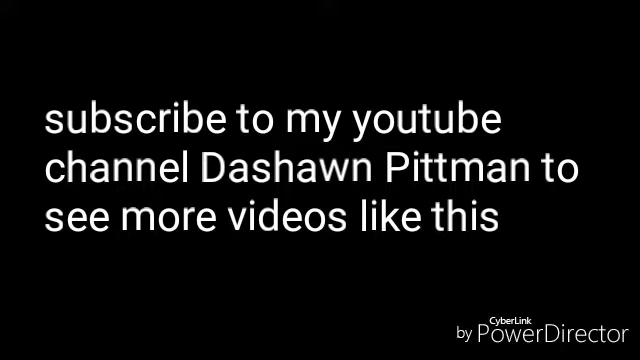 subscribe to my youtube
channel Dashawn Pittman to
see more videos like this
CyberLink
by PowerDirector